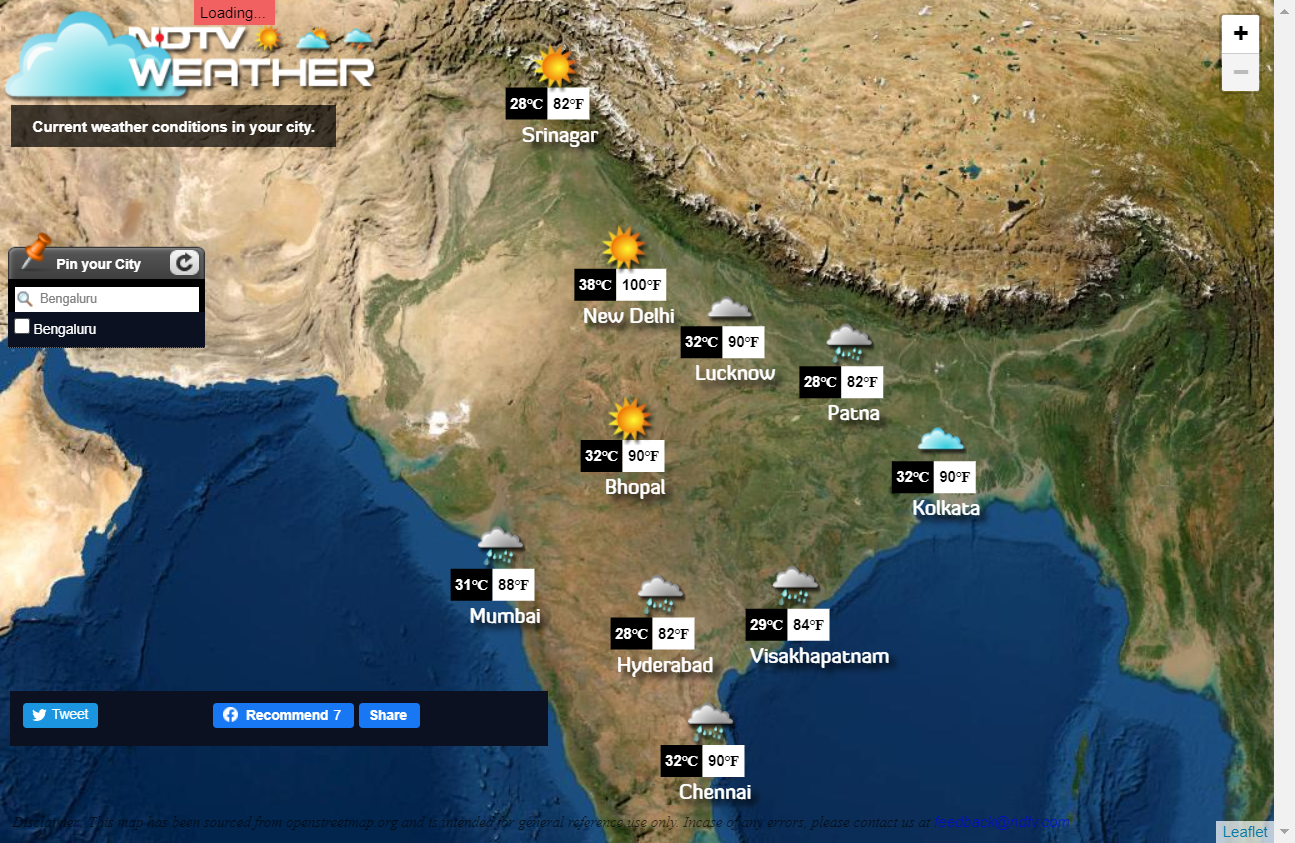 Loading...
NDTV
WEATHER
Current weather conditions in your city.
28°C 82°F
Srinagar
Pin your City
Bengaluru
Bengaluru
38°C 100°F
New Delhi
32°C 90°F
Lucknow
28°C 82°F
Patna
32°C 90°F
Bhopal
32°C 90°F
Kolkata
31°C 88°F
Mumbai
28°C 82°F
Hyderabad
29°C 84°F
Visakhapatnam
Tweet
Recommend 7
Share
32°C 90°F
Chennai
Disclaimer: This map has been sourced from openstreetmap.org and is intended for general reference use only. Incase of any errors, please contact us at feedback@ndtv.com
+
−
Leaflet